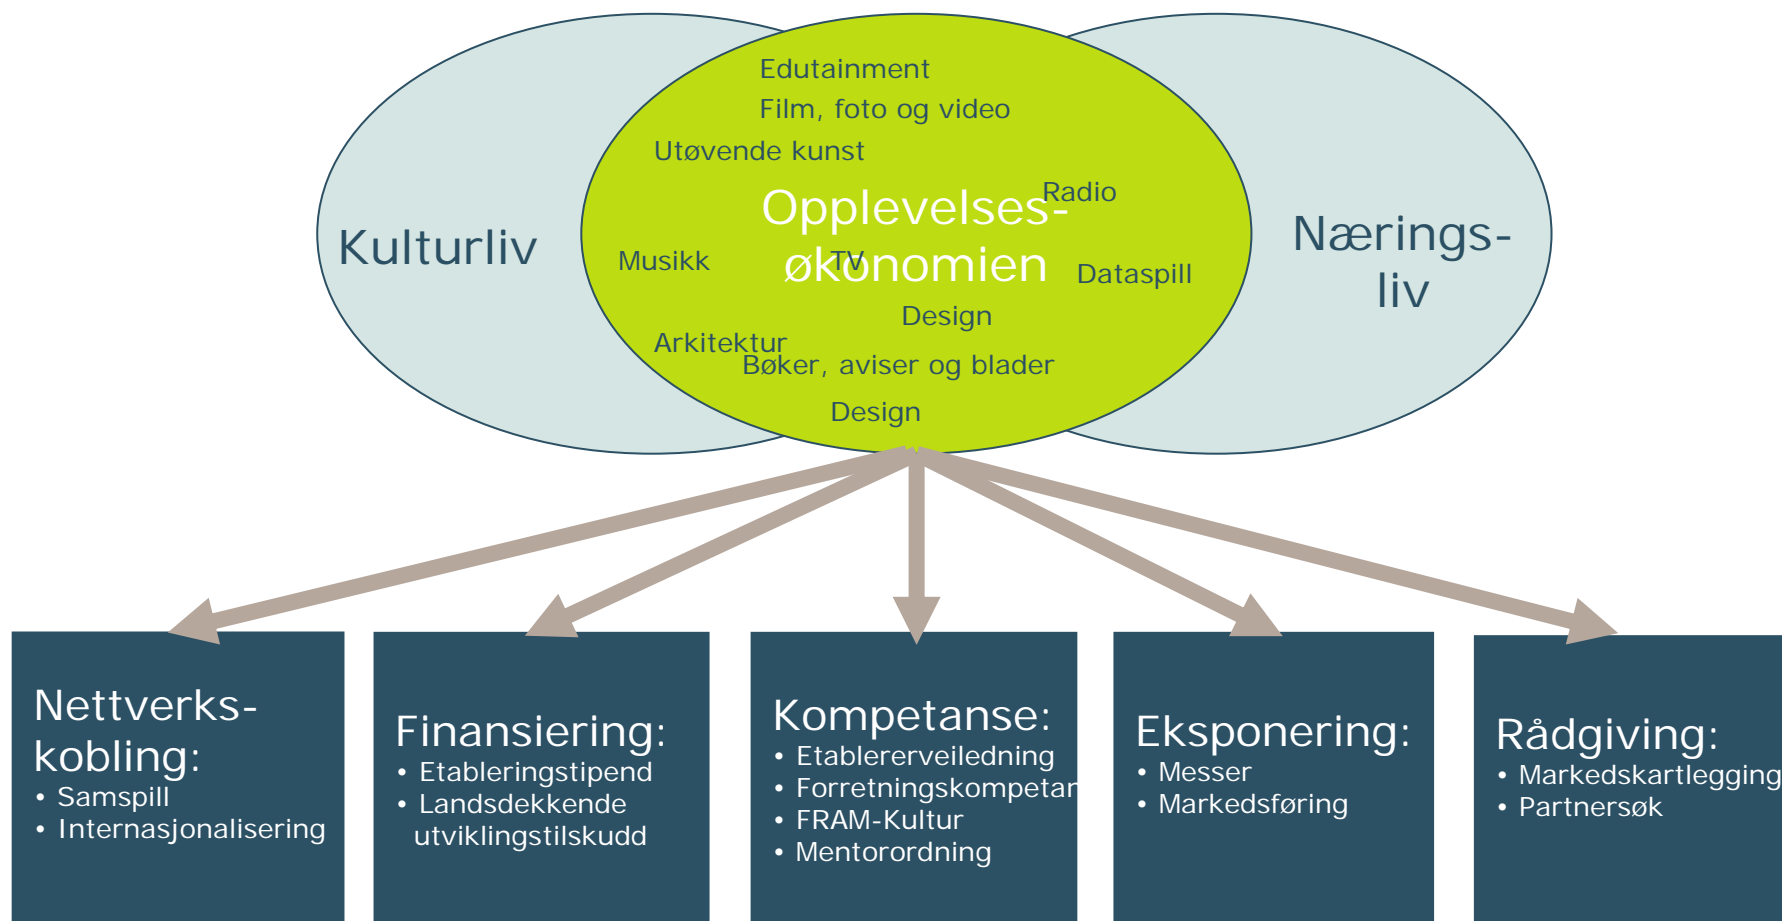 Edutainment
Film, foto og video
Utøvende kunst
Radio
Opplevelses-
økonomien
Kulturliv
Nærings-
liv
Musikk
TV
Dataspill
Design
Arkitektur
Bøker, aviser og blader
Design
Nettverks-
kobling:
• Samspill
• Internasjonalisering
Finansiering:
• Etableringstipend
• Landsdekkende
utviklingstilskudd
Kompetanse:
• Etablererveiledning
• Forretningskompetan
• FRAM-Kultur
• Mentorordning
Eksponering:
• Messer
• Markedsføring
Rådgiving:
• Markedskartlegging
• Partnersøk